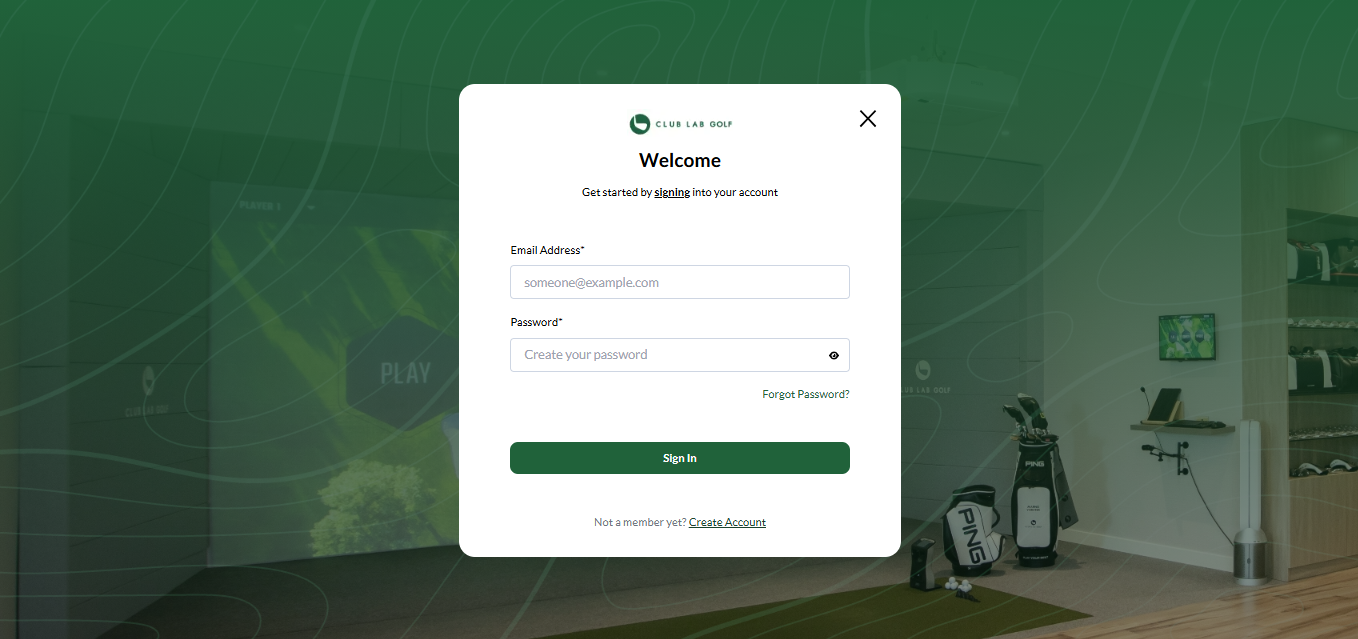 CLUB LAB GOLF
Welcome
Get started by signing into your account
Email Address*
someone@example.com
Password*
Create your password
Forgot Password?
Sign In
Not a member yet? Create Account
PLAYER 1
PLAY
CLUB LAB GOLF
CLUB LAB GOLF
PING
PING